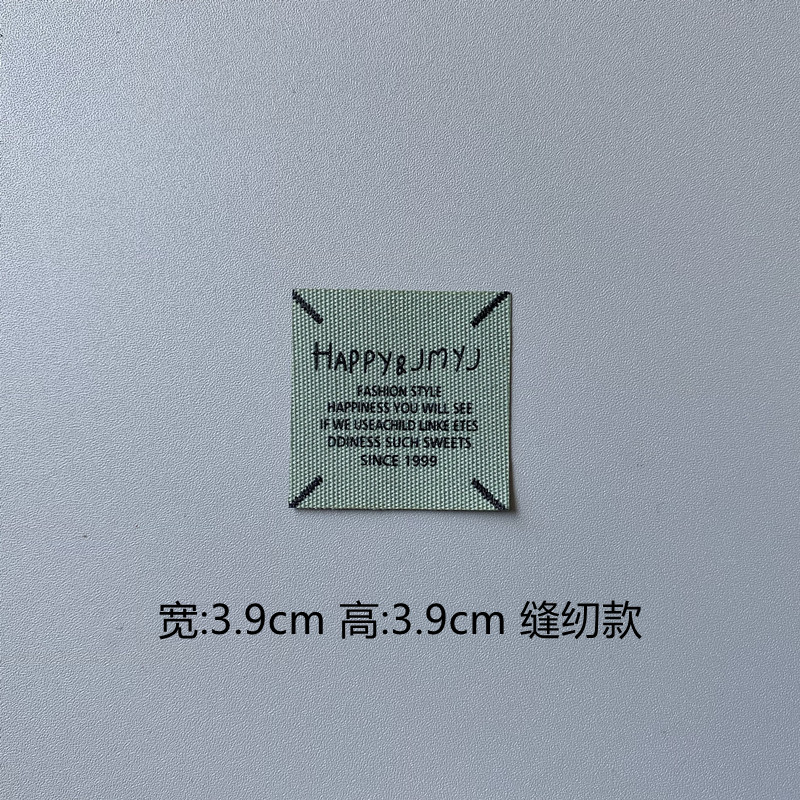 HAPPY & JMYJ
FASHION STYLE
HAPPINESS YOU WILL SEE
IF WE USEACHILD LINKE ETES
DDINESS SUCH SWEETS
SINCE 1999
宽:3.9cm 高:3.9cm 缝纫款